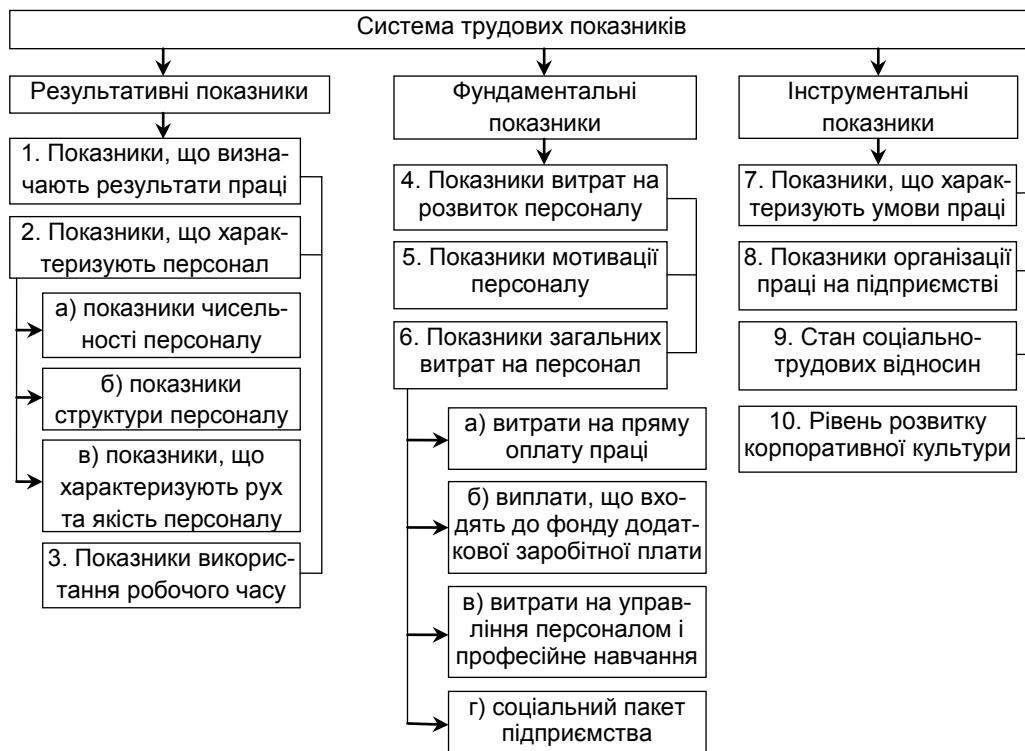 Система трудових показників
Результативні показники
1. Показники, що визна-
чають результати праці
2. Показники, що харак-
теризують персонал
а) показники чисель-
ності персоналу
б) показники
структури персоналу
в) показники, що
характеризують рух
та якість персоналу
3. Показники викорис-
тання робочого часу
Фундаментальні
показники
4. Показники витрат на
розвиток персоналу
5. Показники мотивації
персоналу
6. Показники загальних
витрат на персонал
а) витрати на пряму
оплату праці
б) виплати, що вхо-
дять до фонду додат-
кової заробітної плати
в) витрати на управ-
ління персоналом і
професійне навчання
г) соціальний пакет
підприємства
Інструментальні
показники
7. Показники, що харак-
теризують умови праці
8. Показники організації
праці на підприємстві
9. Стан соціально-
трудових відносин
10. Рівень розвитку
корпоративної культури